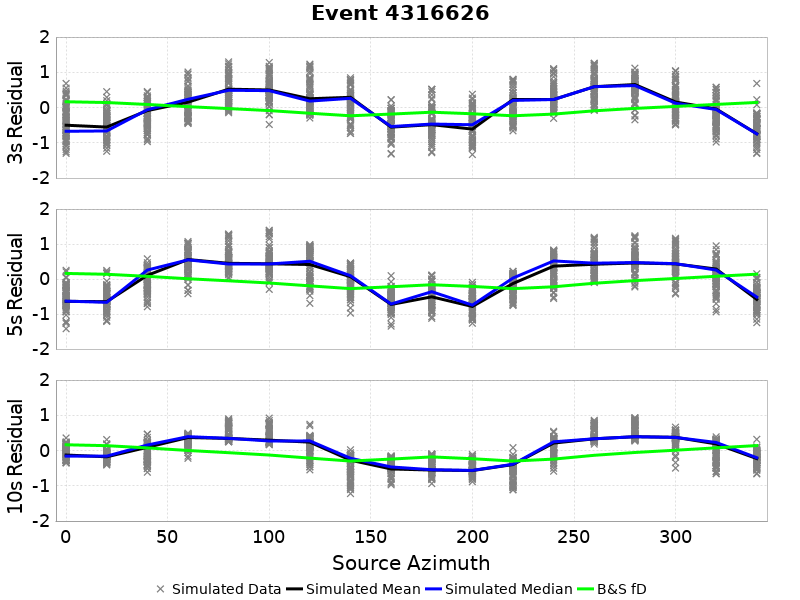 Event 4316626
3s Residual
2
1
0
-1
-2
5s Residual
2
1
0
-1
-2
10s Residual
2
1
0
-1
-2
0 50 100 150 200 250 300
Source Azimuth
Simulated Data Simulated Mean Simulated Median B&S fD